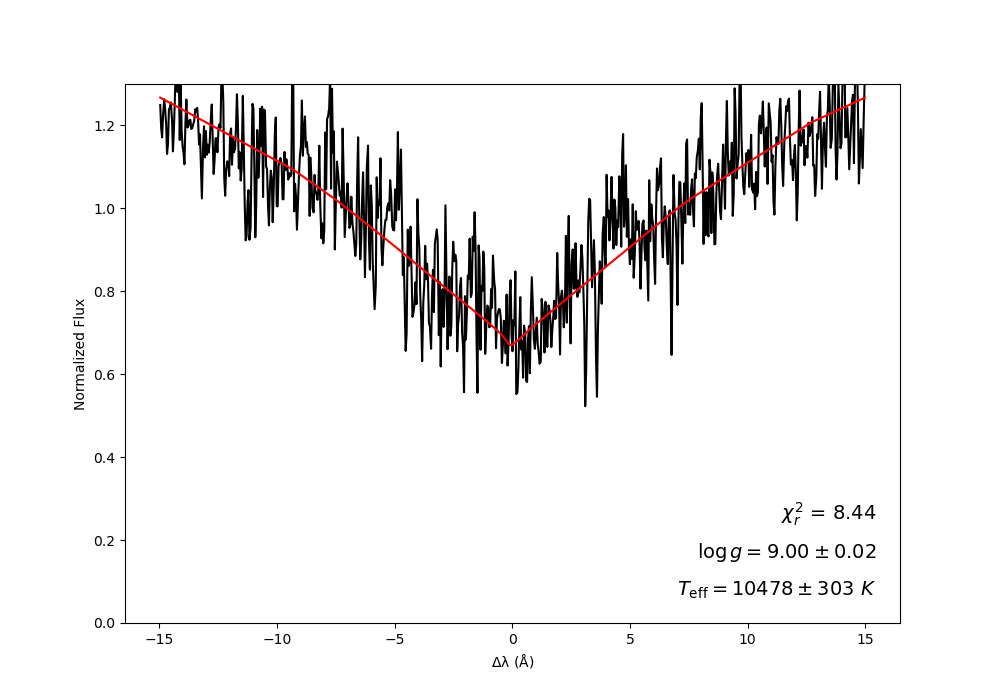 1.2
1.0
0.8
0.6
0.4
0.2
0.0
Normalized Flux
χ²ᵣ = 8.44
log g = 9.00 ± 0.02
T_eff = 10478 ± 303 K
−15 −10 −5 0 5 10 15
Δλ (Å)